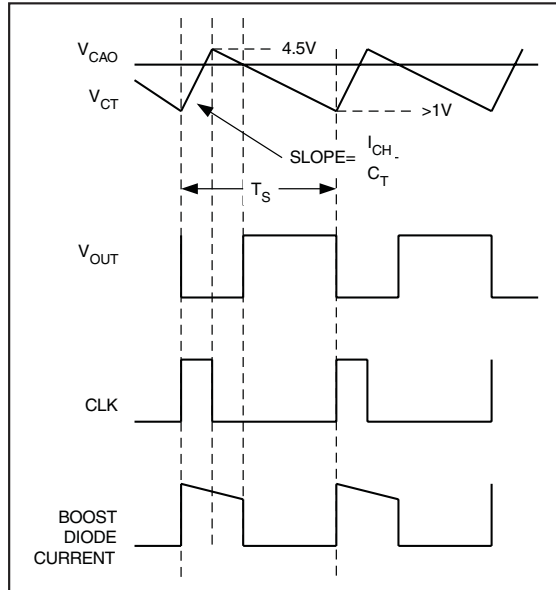 V_CAO
4.5V
V_CT
>1V
SLOPE= I_CH
C_T
T_S
V_OUT
CLK
BOOST
DIODE
CURRENT